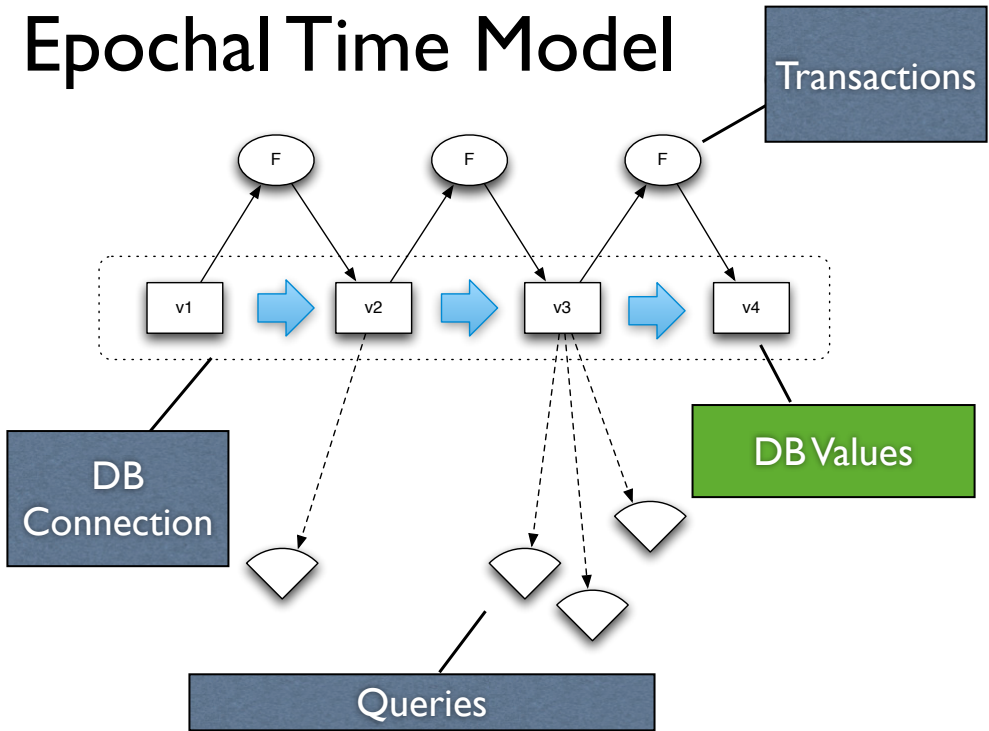 Epochal Time Model
Transactions
F
F
F
v1
v2
v3
v4
DB Values
DB
Connection
Queries